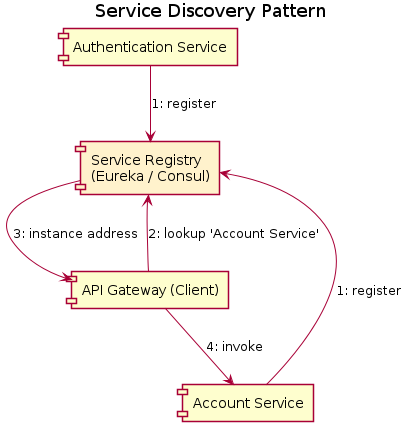 Service Discovery Pattern
Authentication Service
1: register
Service Registry
(Eureka / Consul)
3: instance address
2: lookup 'Account Service'
API Gateway (Client)
1: register
4: invoke
Account Service